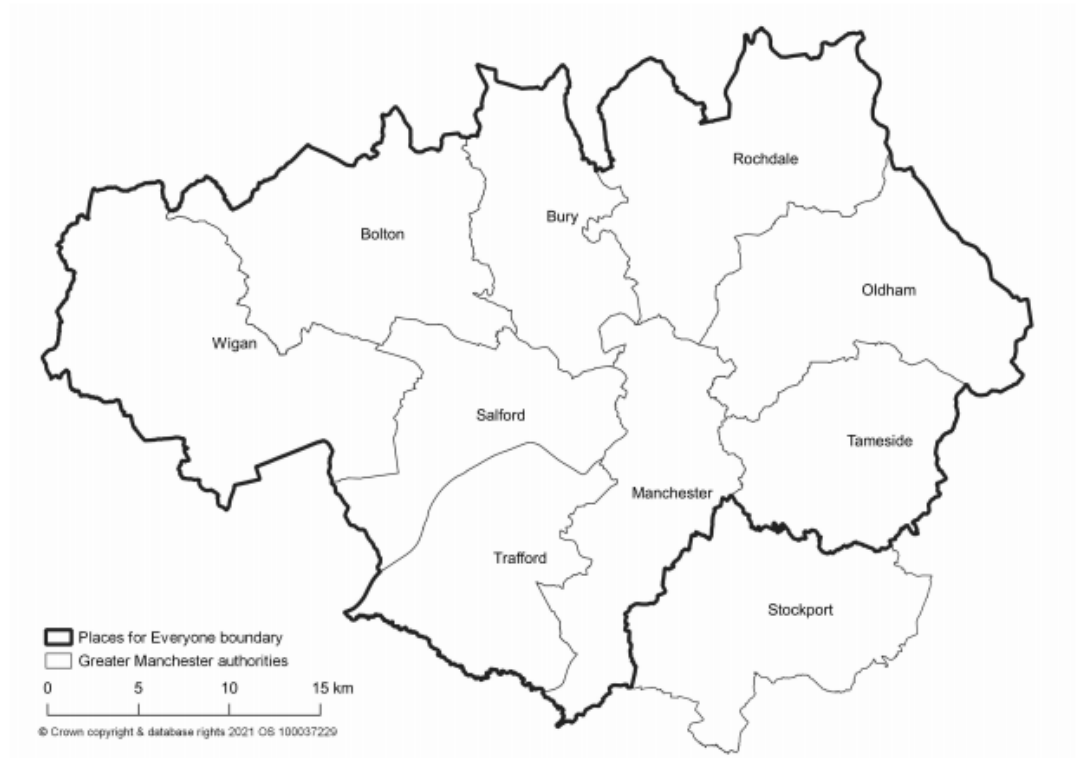 Rochdale
Bury
Bolton
Oldham
Wigan
Salford
Tameside
Manchester
Trafford
Stockport
Places for Everyone boundary
Greater Manchester authorities
0 5 10 15 km
© Crown copyright & database rights 2021 OS 100037229